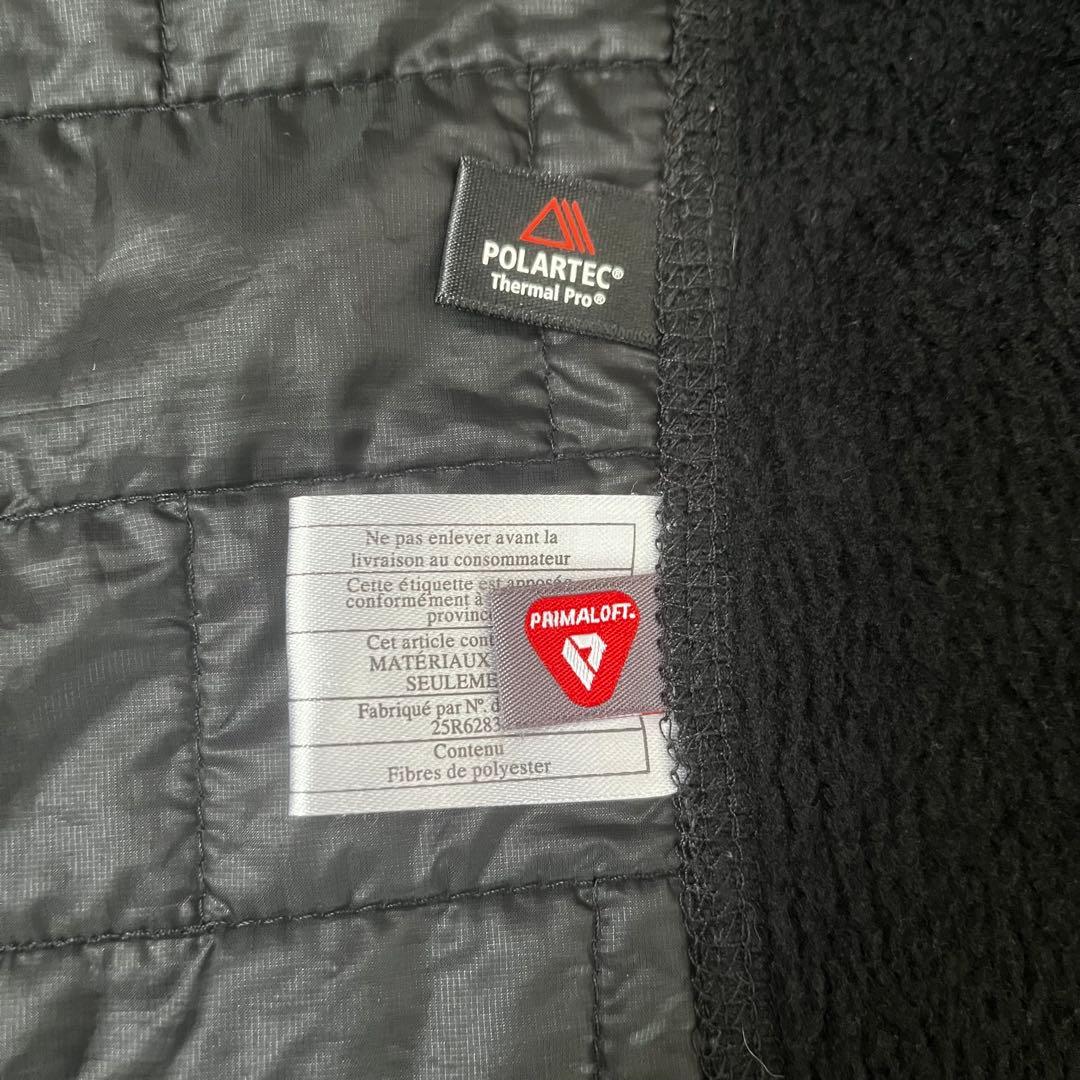 POLARTEC®
Thermal Pro®
Ne pas enlever avant la
livraison au consommateur
Cette étiquette est apposée
conformément à
provinc
Cet article cont
MATÉRIAUX
SEULEME
Fabriqué par Nº. d
25R6283
Contenu
Fibres de polyester
PRIMALOFT.